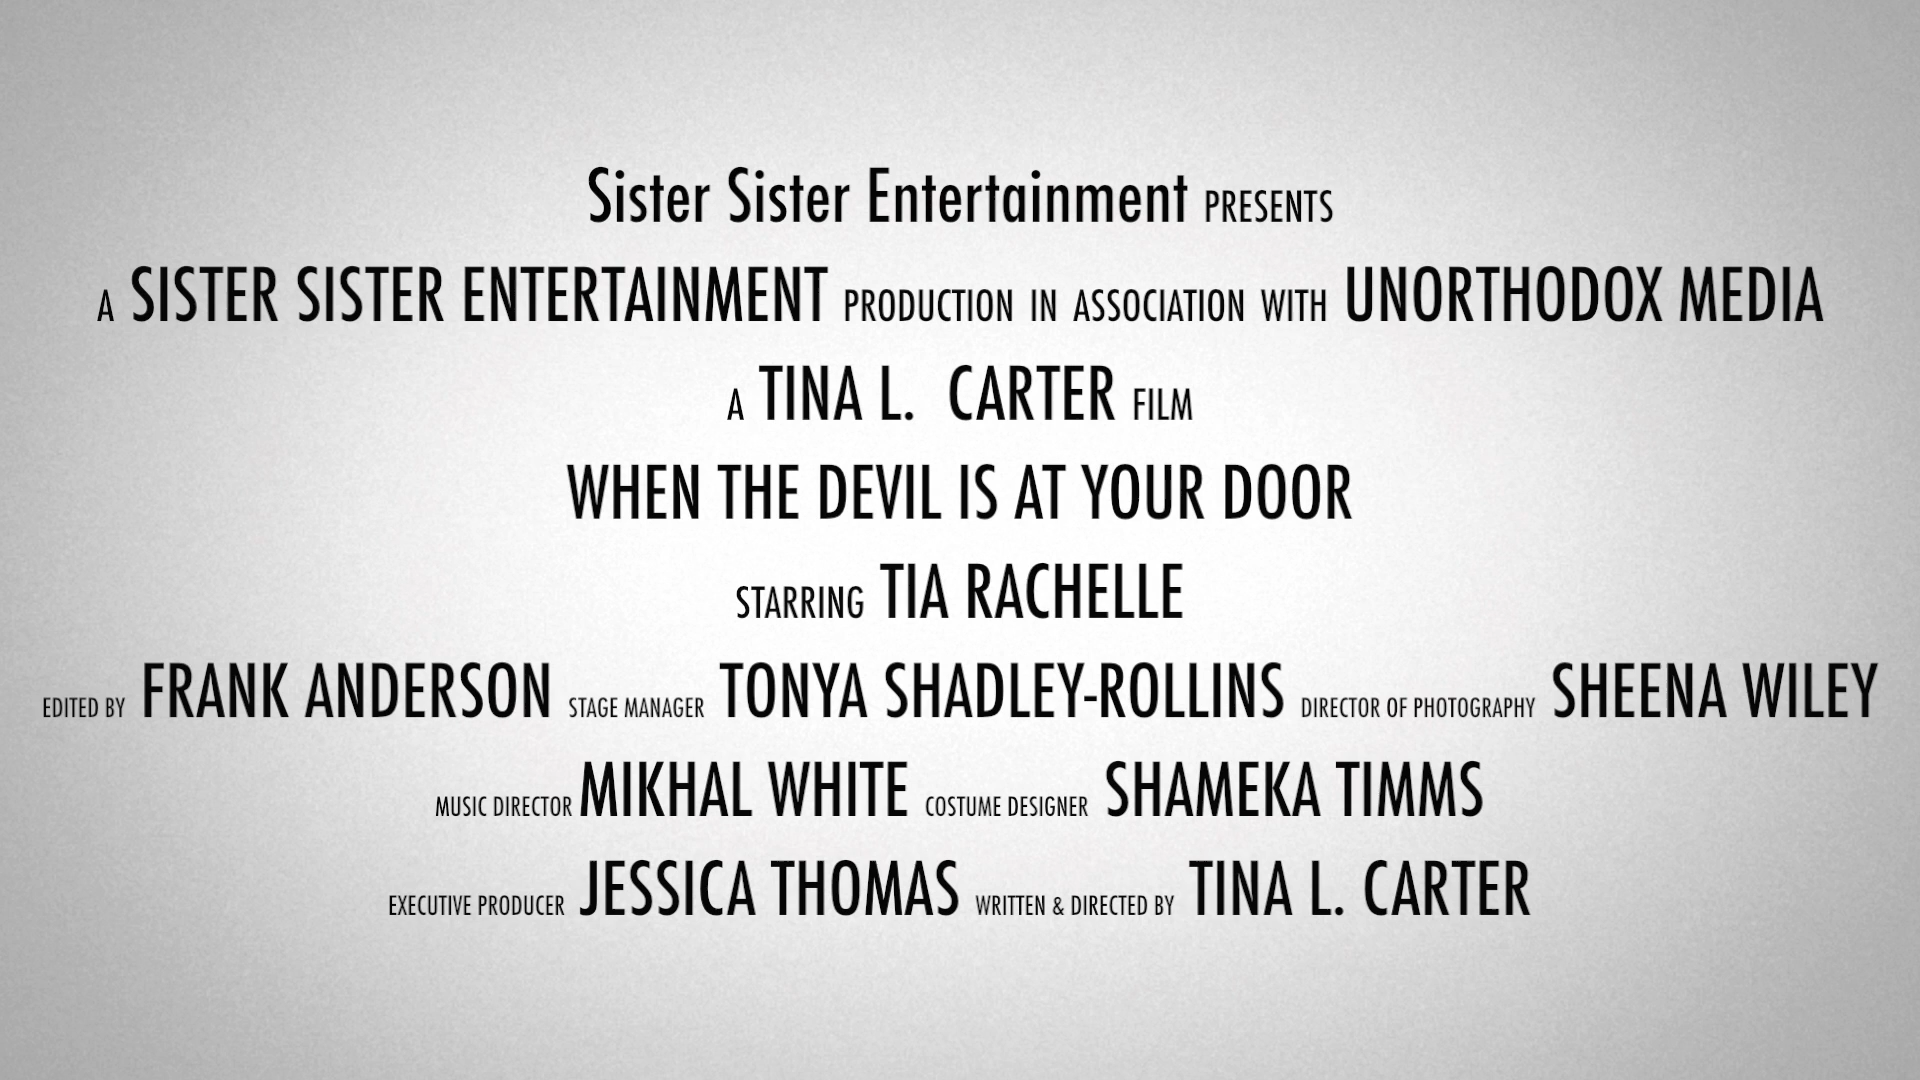 Sister Sister Entertainment PRESENTS
A SISTER SISTER ENTERTAINMENT PRODUCTION IN ASSOCIATION WITH UNORTHODOX MEDIA
A TINA L.  CARTER FILM
WHEN THE DEVIL IS AT YOUR DOOR
STARRING TIA RACHELLE
EDITED BY FRANK ANDERSON STAGE MANAGER TONYA SHADLEY-ROLLINS DIRECTOR OF PHOTOGRAPHY SHEENA WILEY
MUSIC DIRECTOR MIKHAL WHITE COSTUME DESIGNER SHAMEKA TIMMS
EXECUTIVE PRODUCER JESSICA THOMAS WRITTEN & DIRECTED BY TINA L. CARTER